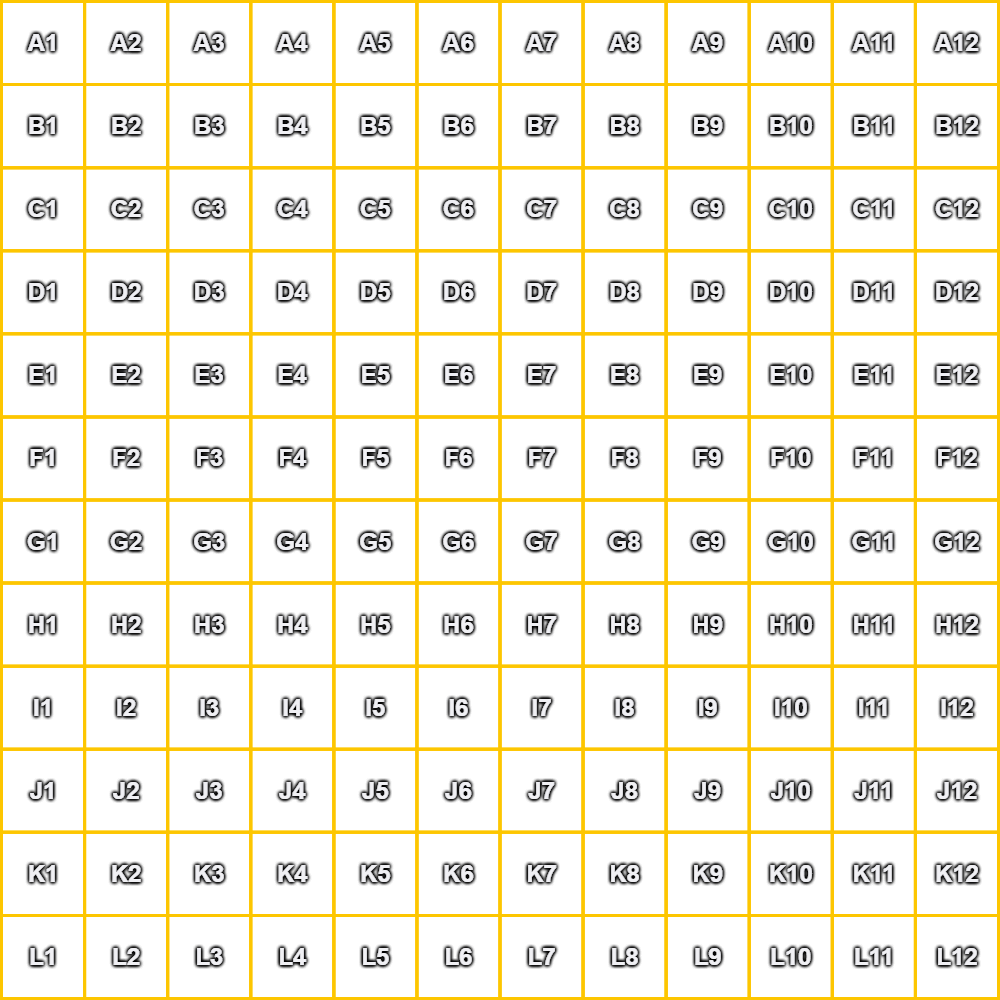 A1 A2 A3 A4 A5 A6 A7 A8 A9 A10 A11 A12
B1 B2 B3 B4 B5 B6 B7 B8 B9 B10 B11 B12
C1 C2 C3 C4 C5 C6 C7 C8 C9 C10 C11 C12
D1 D2 D3 D4 D5 D6 D7 D8 D9 D10 D11 D12
E1 E2 E3 E4 E5 E6 E7 E8 E9 E10 E11 E12
F1 F2 F3 F4 F5 F6 F7 F8 F9 F10 F11 F12
G1 G2 G3 G4 G5 G6 G7 G8 G9 G10 G11 G12
H1 H2 H3 H4 H5 H6 H7 H8 H9 H10 H11 H12
I1 I2 I3 I4 I5 I6 I7 I8 I9 I10 I11 I12
J1 J2 J3 J4 J5 J6 J7 J8 J9 J10 J11 J12
K1 K2 K3 K4 K5 K6 K7 K8 K9 K10 K11 K12
L1 L2 L3 L4 L5 L6 L7 L8 L9 L10 L11 L12